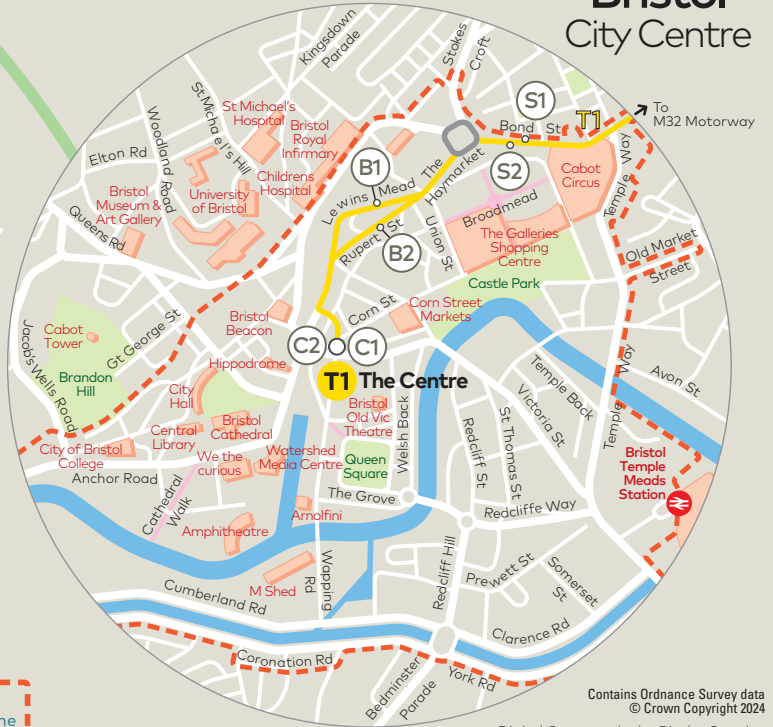 Bristol
City Centre
Kingsdown
Parade
Stokes
Croft
St Michael's
Hospital
St.Michael's Hill
Woodland Road
Bristol
Royal
Infirmary
S1
Bond St
T1
To
M32 Motorway
Elton Rd
Childrens
Hospital
B1
The
Haymarket
S2
Cabot
Circus
Temple Way
Bristol
Museum &
Art Gallery
University
of Bristol
Lewins Mead
Broadmead
Queens Rd
Rupert St
B2
Union St
The Galleries
Shopping
Centre
Old Market
Street
Castle Park
Corn St
Corn Street
Markets
Bristol
Beacon
Gt George St
Cabot
Tower
C2
C1
Jacob's Wells Road
Brandon
Hill
Hippodrome
T1 The Centre
Temple Way
Avon St
Temple Back
Victoria St
City
Hall
Bristol
Old Vic
Theatre
Welsh Back
St Thomas St
Redcliff St
Central
Library
Bristol
Cathedral
City of Bristol
College
We the
curious
Watershed
Media Centre
Queen
Square
Bristol
Temple
Meads
Station
Anchor Road
Cathedral
Walk
The Grove
Redcliffe Way
Arnolfini
Amphitheatre
Wapping
Rd
Redcliff Hill
Prewett St
Somerset
St
M Shed
Cumberland Rd
Clarence Rd
Coronation Rd
York Rd
Bedminster
Parade
Contains Ordnance Survey data
© Crown Copyright 2024
ne